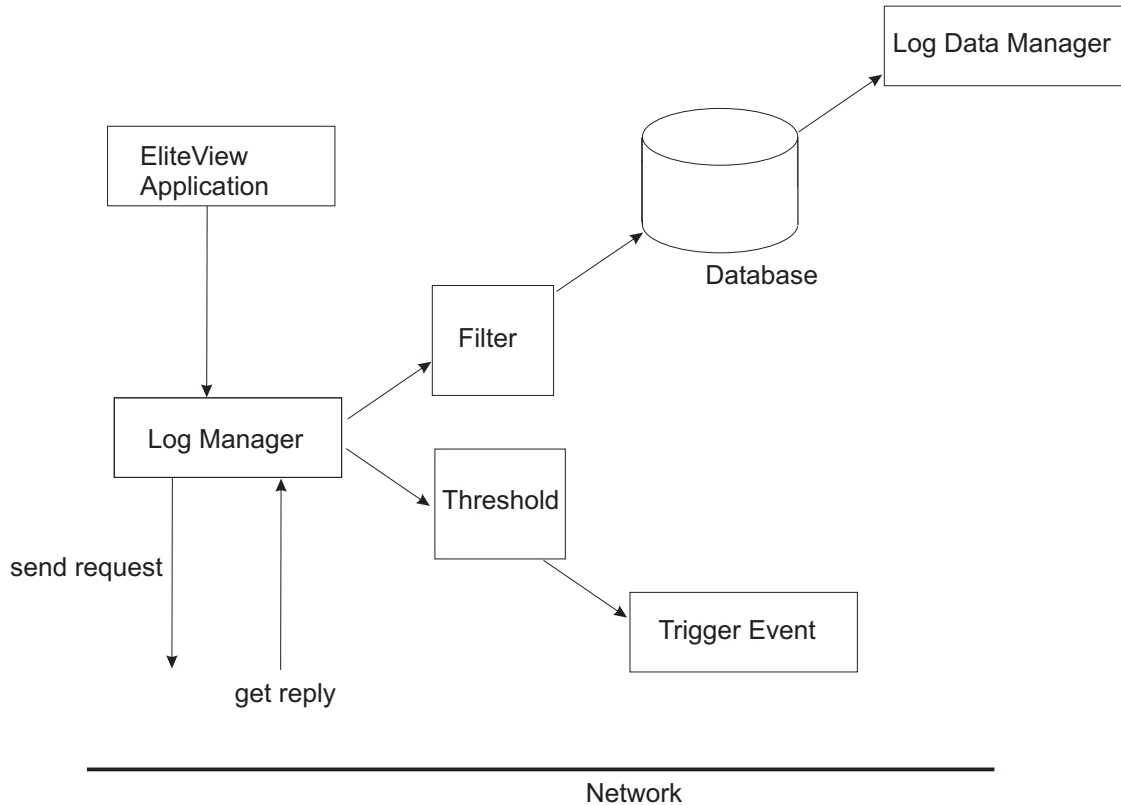 Log Data Manager
EliteView
Application
Database
Filter
Log Manager
Threshold
send request
Trigger Event
get reply
Network